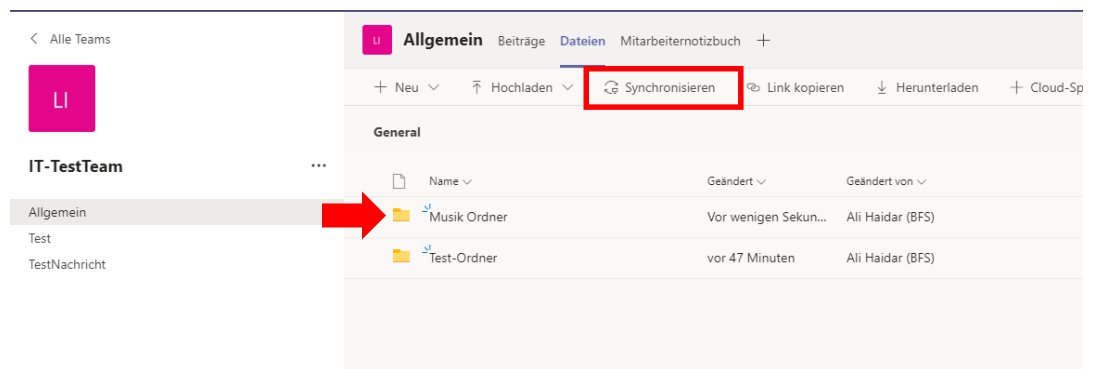 Alle Teams
LI
IT-TestTeam
Allgemein
Test
TestNachricht
LI Allgemein Beiträge Dateien Mitarbeiternotizbuch
Neu Hochladen Synchronisieren Link kopieren Herunterladen Cloud-Sp
General
Name Geändert Geändert von
Musik Ordner Vor wenigen Sekun... Ali Haidar (BFS)
Test-Ordner vor 47 Minuten Ali Haidar (BFS)